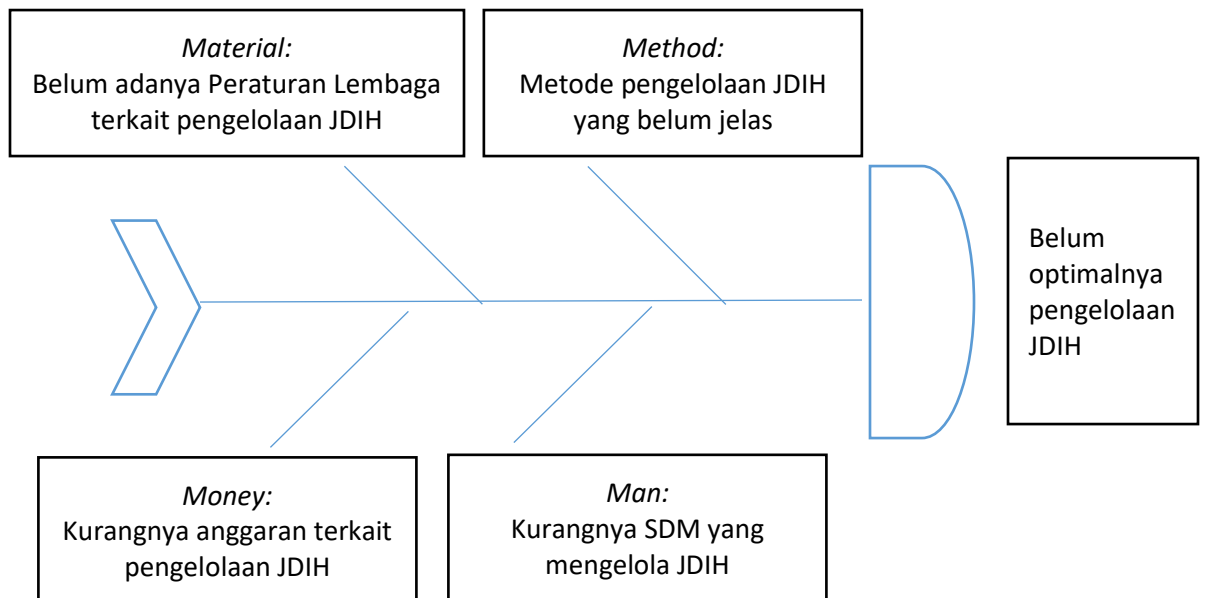 Material:
Belum adanya Peraturan Lembaga
terkait pengelolaan JDIH
Method:
Metode pengelolaan JDIH
yang belum jelas
Belum
optimalnya
pengelolaan
JDIH
Money:
Kurangnya anggaran terkait
pengelolaan JDIH
Man:
Kurangnya SDM yang
mengelola JDIH